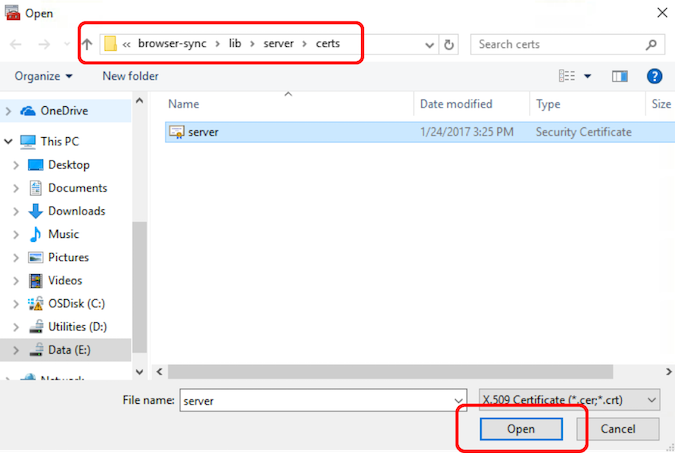 Open
« browser-sync > lib > server > certs
Search certs
Organize
New folder
?
Name
Date modified
Type
Size
OneDrive
This PC
Desktop
Documents
Downloads
Music
Pictures
Videos
OSDisk (C:)
Utilities (D:)
Data (E:)
Network
server
1/24/2017 3:25 PM
Security Certificate
File name:
server
X.509 Certificate (*.cer;*.crt)
Open
Cancel